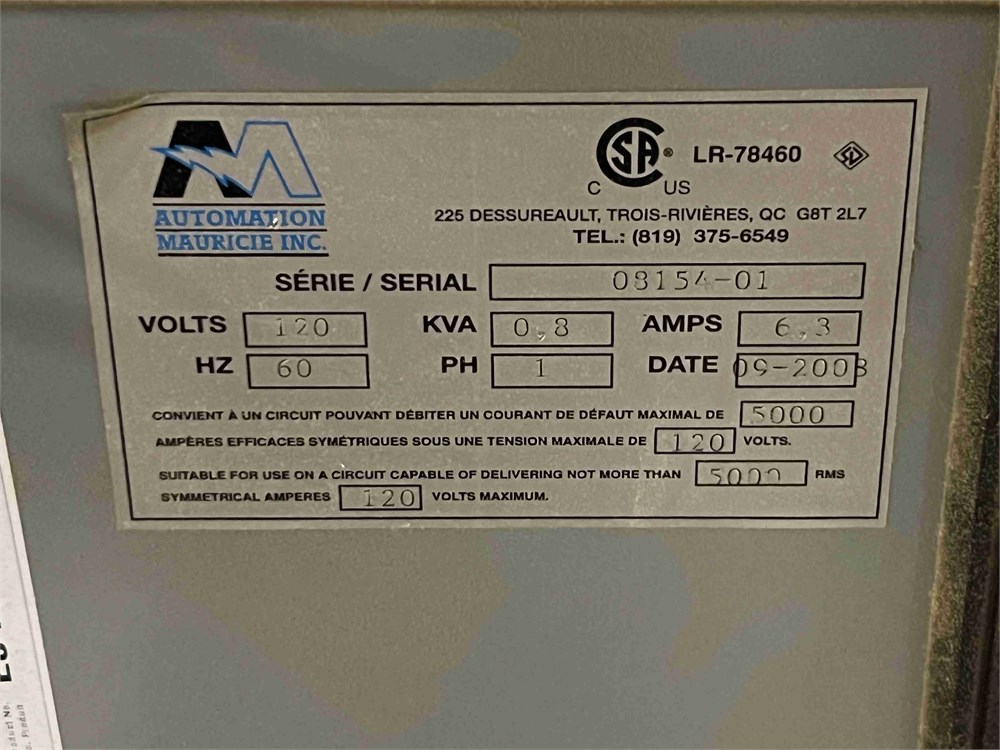 AM
AUTOMATION
MAURICIE INC.
CSA® LR-78460
C US
225 DESSUREAULT, TROIS-RIVIÈRES, QC G8T 2L7
TEL.: (819) 375-6549
SÉRIE / SERIAL 08154-01
VOLTS 120 KVA 0,8 AMPS 6,3
HZ 60 PH 1 DATE 09-2008
CONVIENT À UN CIRCUIT POUVANT DÉBITER UN COURANT DE DÉFAUT MAXIMAL DE 5000
AMPÈRES EFFICACES SYMÉTRIQUES SOUS UNE TENSION MAXIMALE DE 120 VOLTS.
SUITABLE FOR USE ON A CIRCUIT CAPABLE OF DELIVERING NOT MORE THAN 5000 RMS
SYMMETRICAL AMPERES 120 VOLTS MAXIMUM.